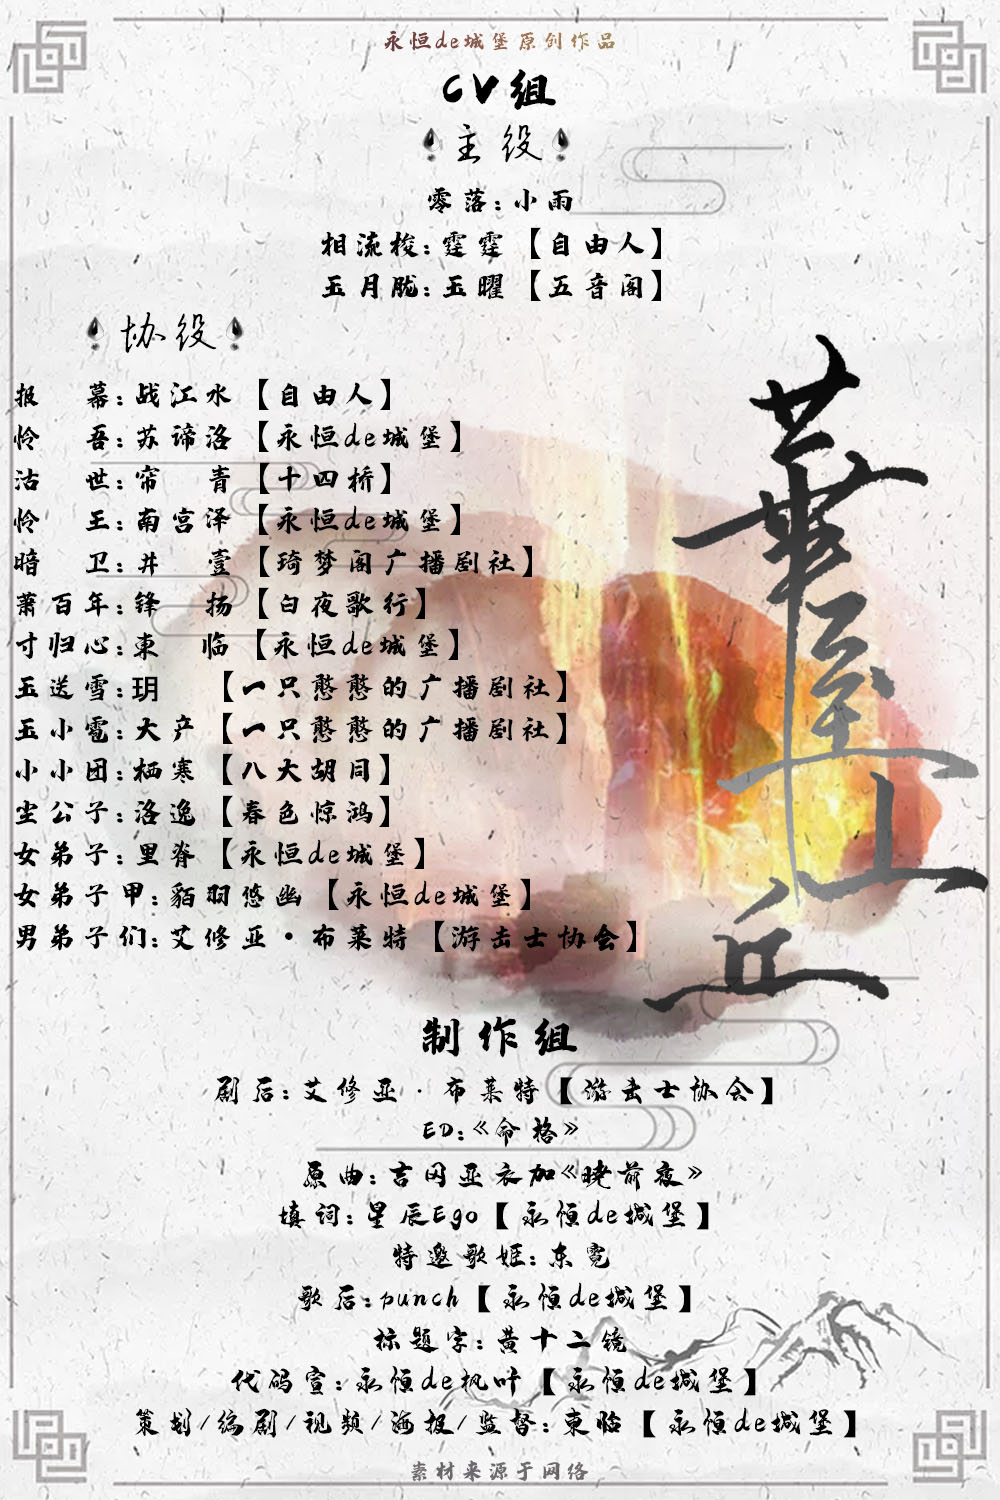 永恒de城堡原创作品
CV组
主役
零落:小雨
相流梭:霆霆【自由人】
玉月胧:玉曜【五音阁】
协役
报幕:战江水【自由人】
怜吾:苏谛洛【永恒de城堡】
沽世:帘青【十四桥】
怜王:南宫泽【永恒de城堡】
暗卫:井壹【琦梦阁广播剧社】
萧百年:锋扬【白夜歌行】
寸归心:東临【永恒de城堡】
玉送雪:玥【一只憨憨的广播剧社】
玉小雹:大产【一只憨憨的广播剧社】
小小团:栖寒【八大胡同】
尘公子:洛逸【春色惊鸿】
女弟子:里脊【永恒de城堡】
女弟子甲:貊羽悠幽【永恒de城堡】
男弟子们:艾修亚·布莱特【游击士协会】
華屋山丘
制作组
剧后:艾修亚·布莱特【游击士协会】
ED:《命格》
原曲:吉冈亚衣加《晓前夜》
填词:星辰Ego【永恒de城堡】
特邀歌姬:东霓
歌后:punch【永恒de城堡】
标题字:黄十二镜
代码宣:永恒de枫叶【永恒de城堡】
策划/编剧/视频/海报/监督:東临【永恒de城堡】
素材来源于网络